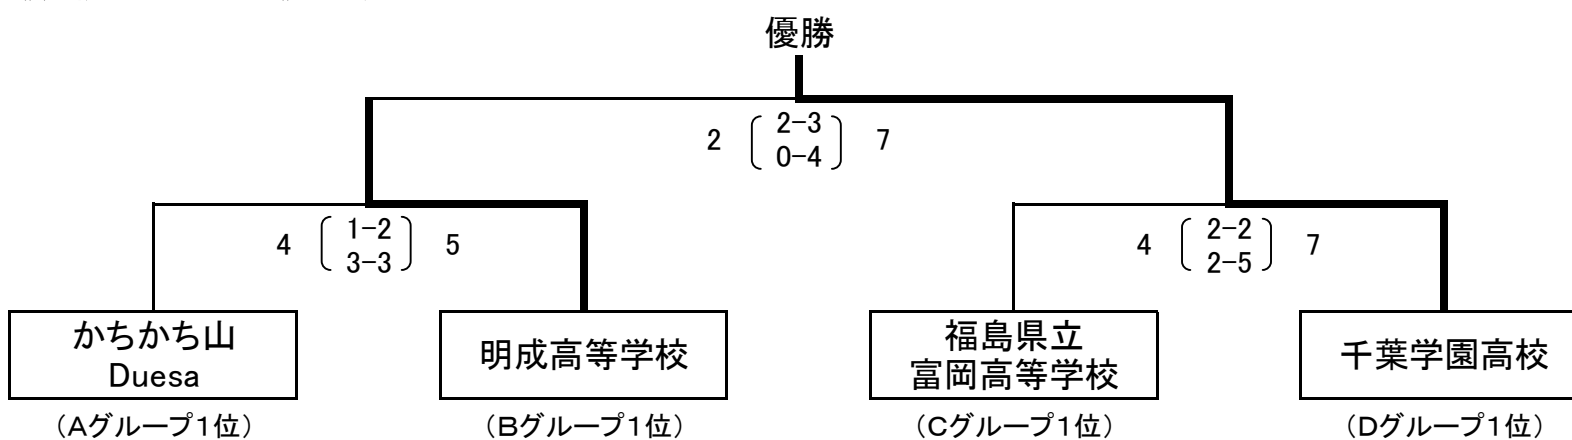 優勝
2 2-3 7
0-4
4 1-2 5
3-3
4 2-2 7
2-5
かちかち山
Duesa
明成高等学校
福島県立
富岡高等学校
千葉学園高校
(Aグループ1位)
(Bグループ1位)
(Cグループ1位)
(Dグループ1位)